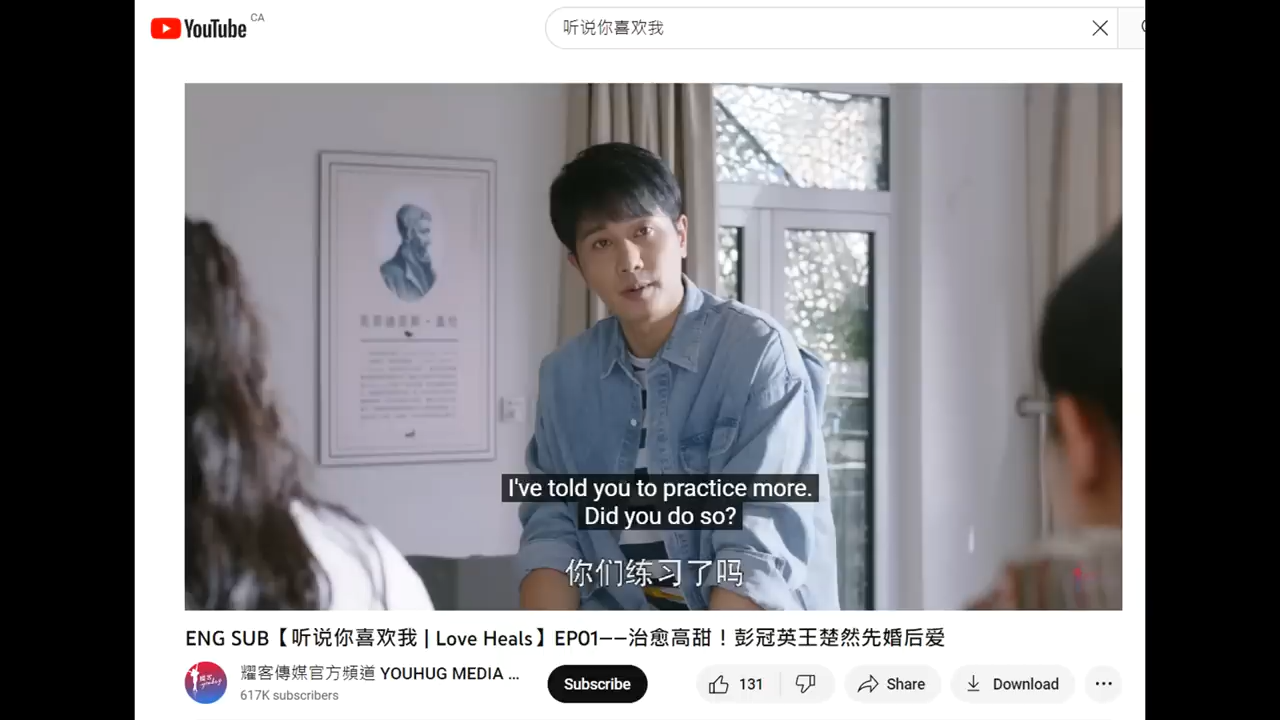 YouTube CA
听说你喜欢我
I've told you to practice more.
Did you do so?
你们练习了吗
ENG SUB【听说你喜欢我 | Love Heals】EP01——治愈高甜！彭冠英王楚然先婚后爱
耀客傳媒官方頻道 YOUHUG MEDIA ...
617K subscribers
Subscribe
131
Share
Download